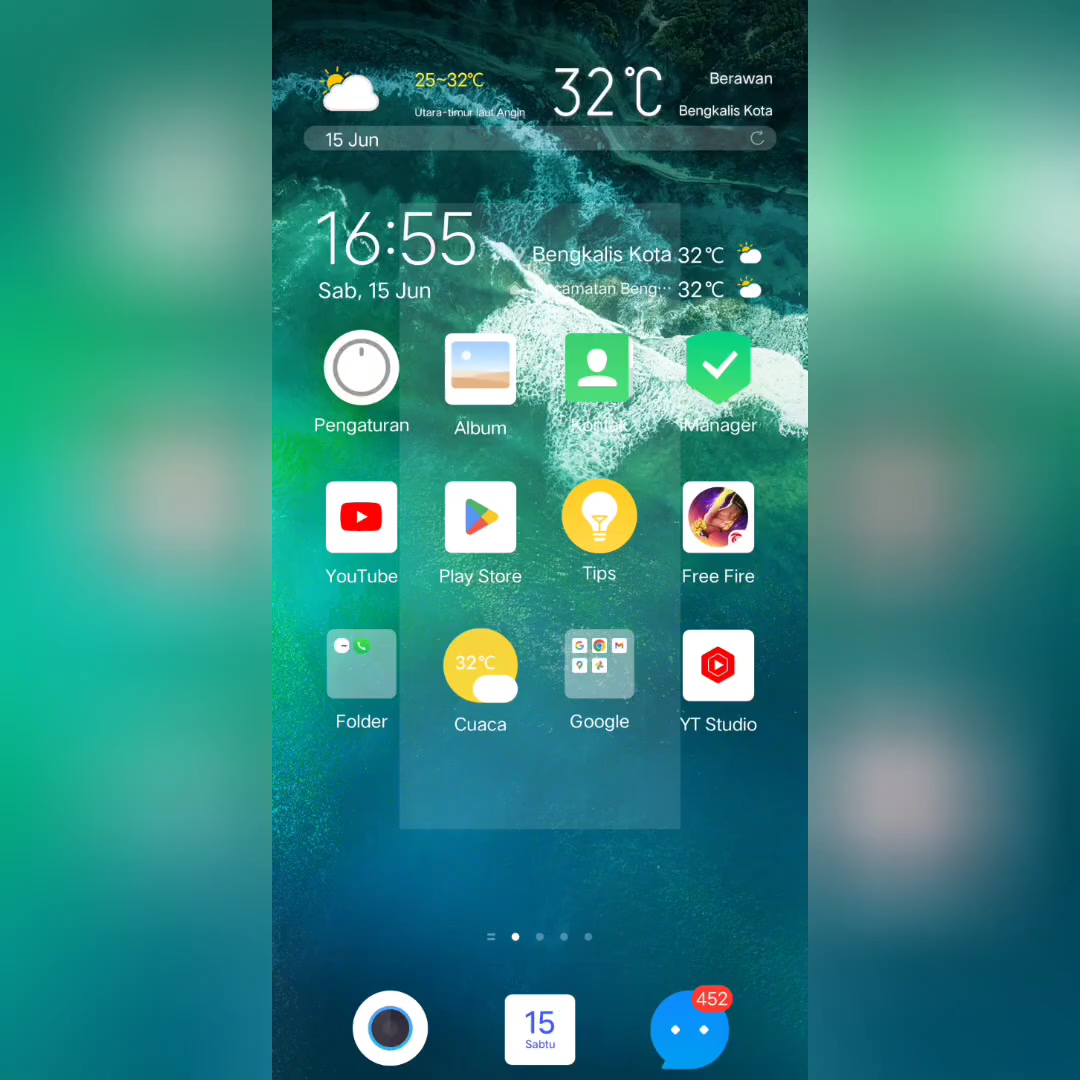 25~32℃
32℃
Berawan
Utara-timur laut Angin
Bengkalis Kota
15 Jun
16:55
Bengkalis Kota 32℃
Sab, 15 Jun
camatan Beng··· 32℃
Pengaturan
Album
Kontak
iManager
YouTube
Play Store
Tips
Free Fire
32℃
Folder
Cuaca
Google
YT Studio
452
15
Sabtu